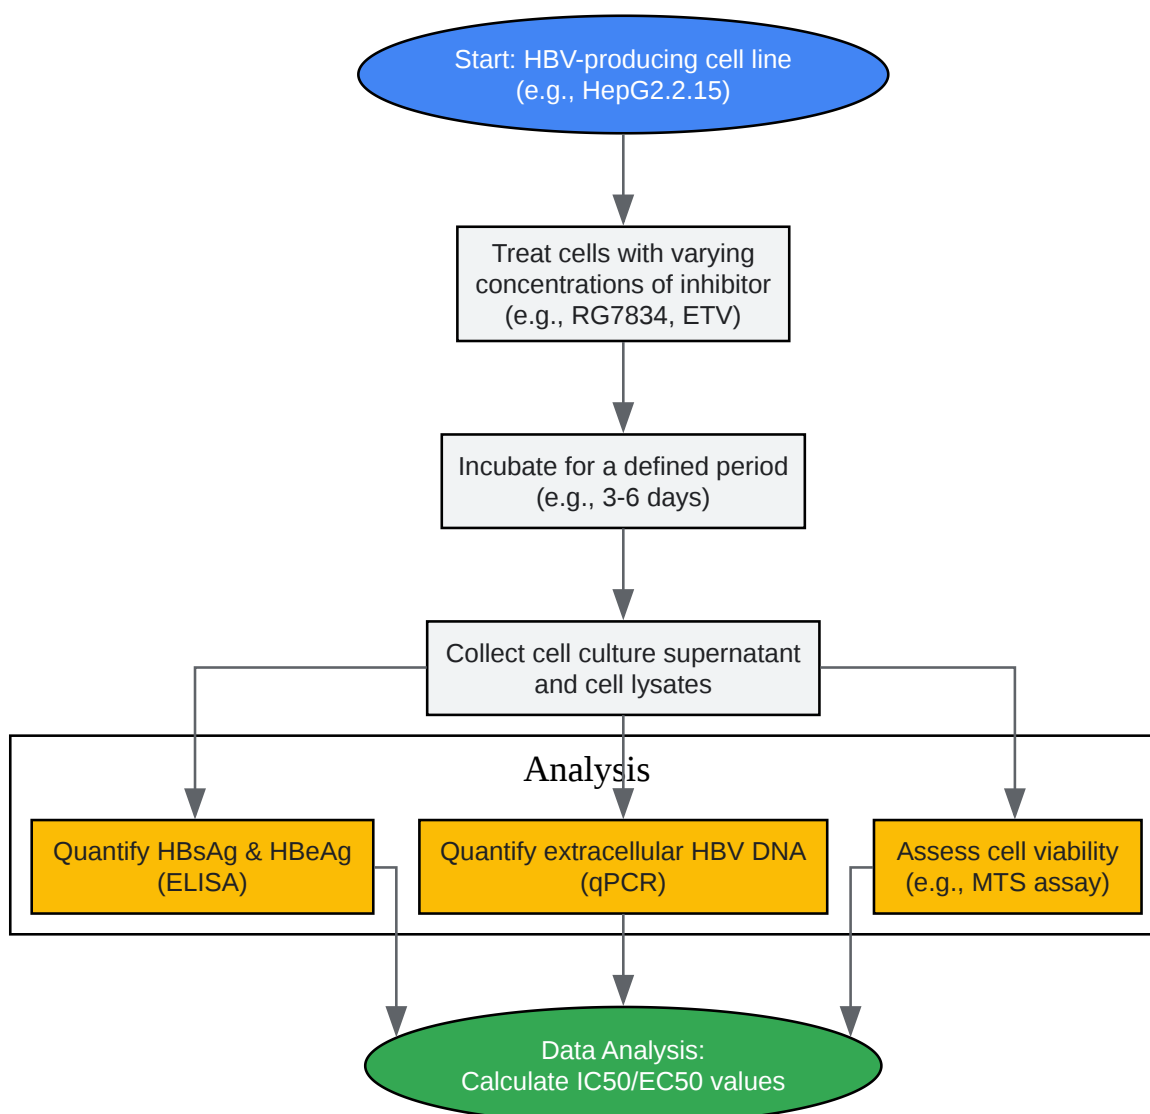 Start: HBV-producing cell line
(e.g., HepG2.2.15)
Treat cells with varying
concentrations of inhibitor
(e.g., RG7834, ETV)
Incubate for a defined period
(e.g., 3-6 days)
Collect cell culture supernatant
and cell lysates
Analysis
Quantify HBsAg & HBeAg
(ELISA)
Quantify extracellular HBV DNA
(qPCR)
Assess cell viability
(e.g., MTS assay)
Data Analysis:
Calculate IC50/EC50 values